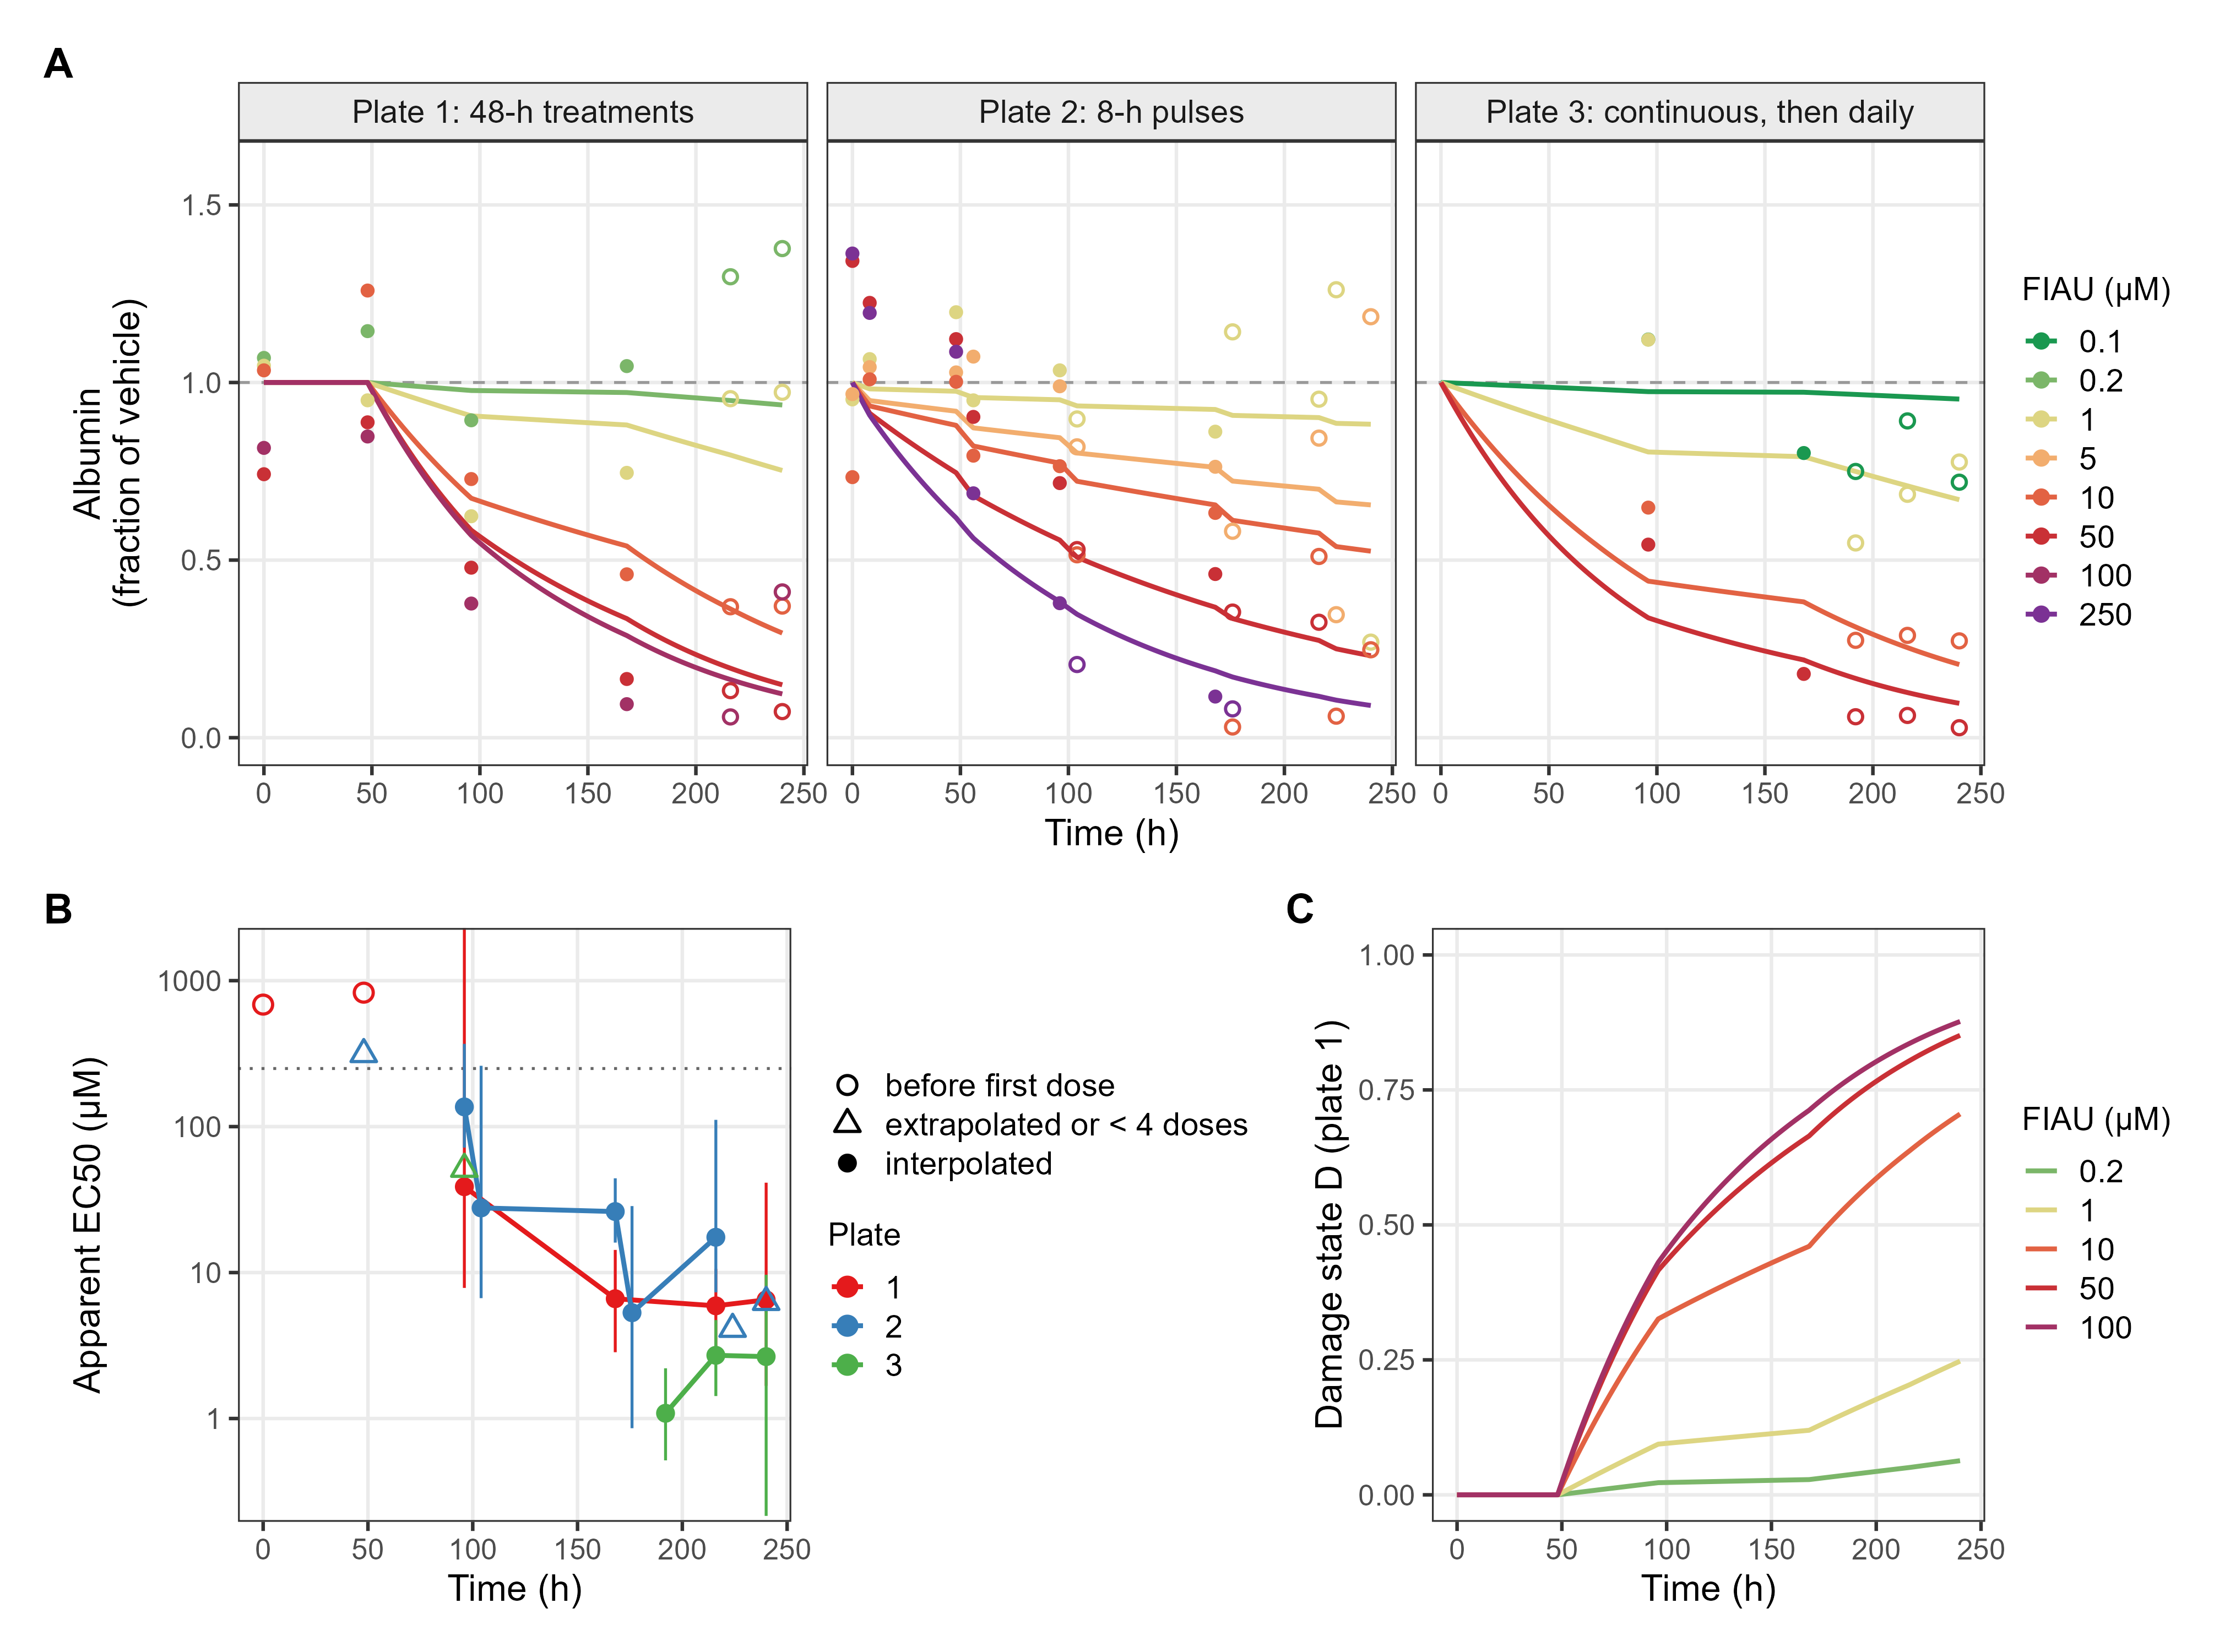 A
Plate 1: 48-h treatments
Plate 2: 8-h pulses
Plate 3: continuous, then daily
Albumin
(fraction of vehicle)
1.5
1.0
0.5
0.0
0 50 100 150 200 250
0 50 100 150 200 250
0 50 100 150 200 250
Time (h)
FIAU (µM)
0.1
0.2
1
5
10
50
100
250
B
Apparent EC50 (µM)
1000
100
10
1
0 50 100 150 200 250
Time (h)
before first dose
extrapolated or < 4 doses
interpolated
Plate
1
2
3
C
Damage state D (plate 1)
1.00
0.75
0.50
0.25
0.00
0 50 100 150 200 250
Time (h)
FIAU (µM)
0.2
1
10
50
100